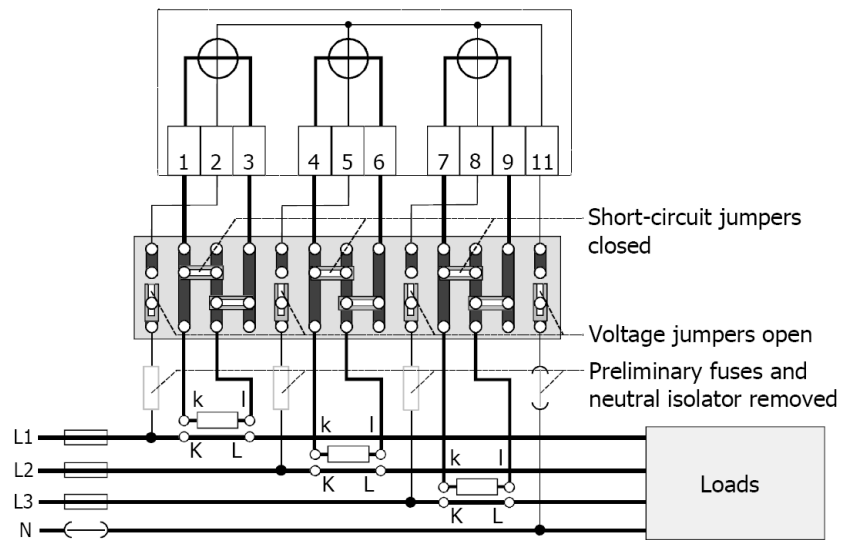 1 2 3 4 5 6 7 8 9 11
Short-circuit jumpers
closed
Voltage jumpers open
Preliminary fuses and
neutral isolator removed
k l
k l
k l
L1
K L
L2
K L
L3
K L
N
Loads